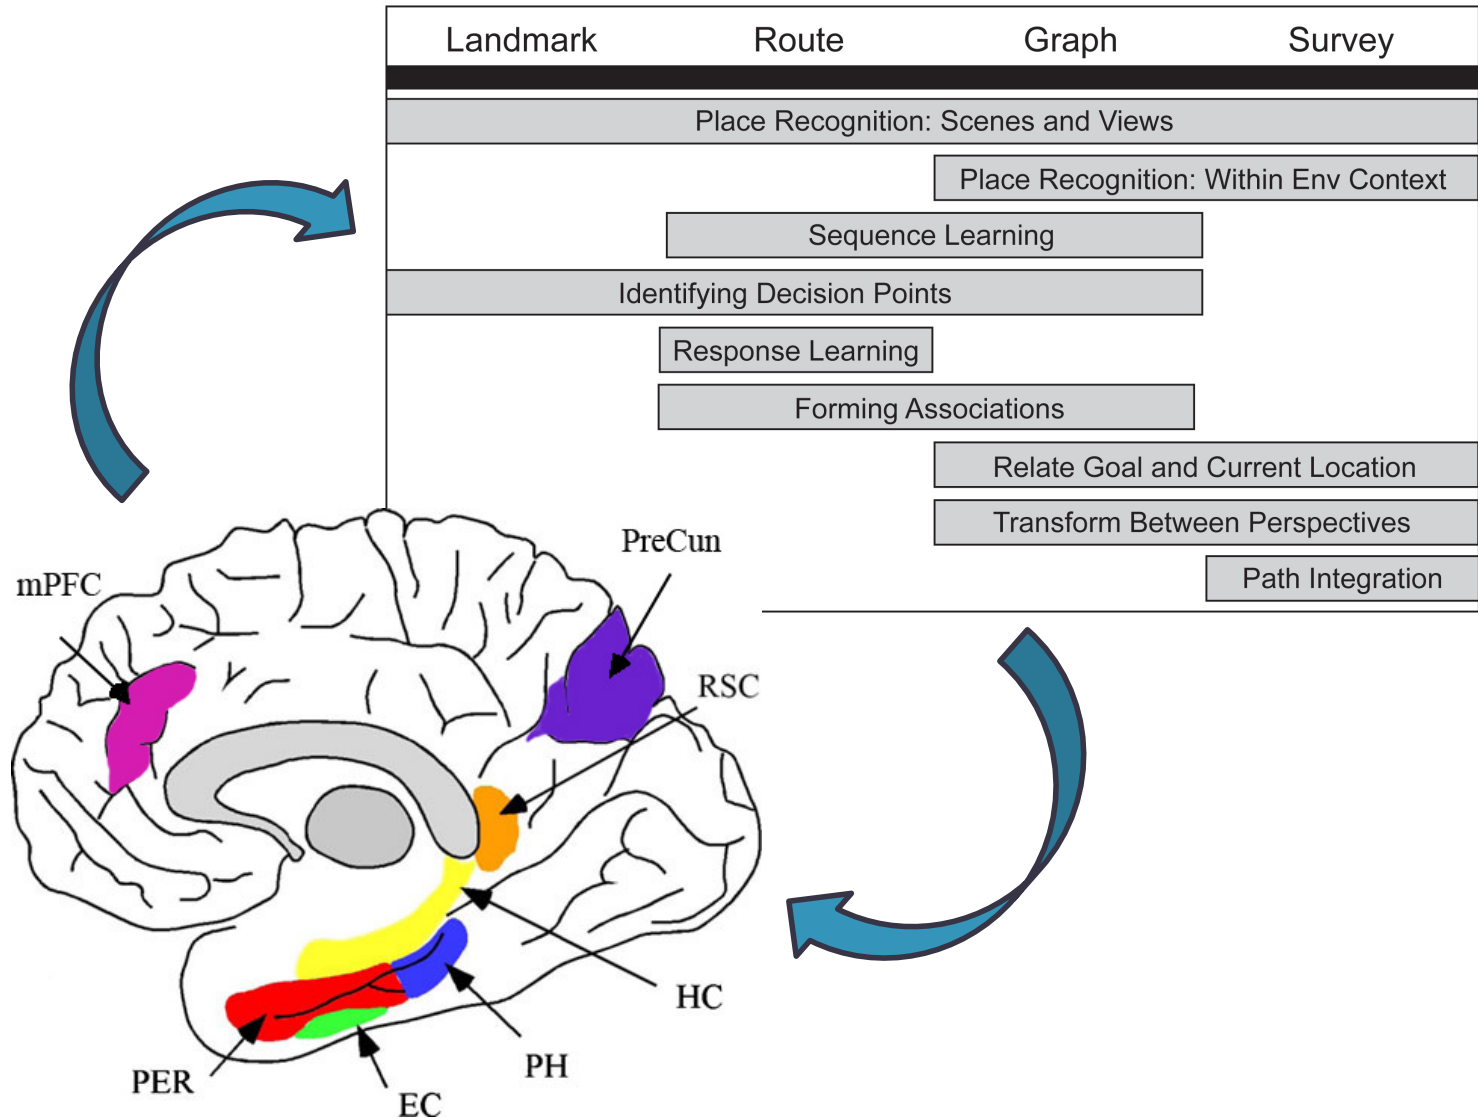 Landmark Route Graph Survey
Place Recognition: Scenes and Views
Place Recognition: Within Env Context
Sequence Learning
Identifying Decision Points
Response Learning
Forming Associations
Relate Goal and Current Location
Transform Between Perspectives
Path Integration
PreCun
mPFC
RSC
HC
PH
PER
EC